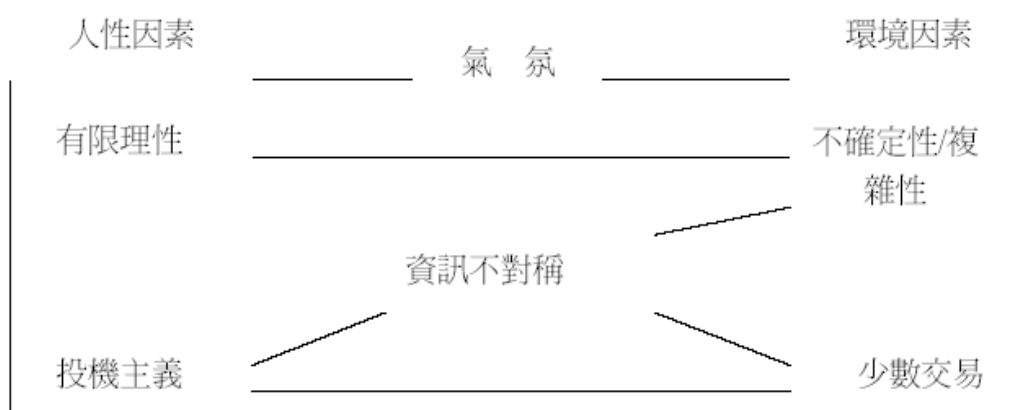 人性因素
環境因素
氣 氛
有限理性
不確定性/複
雜性
資訊不對稱
投機主義
少數交易